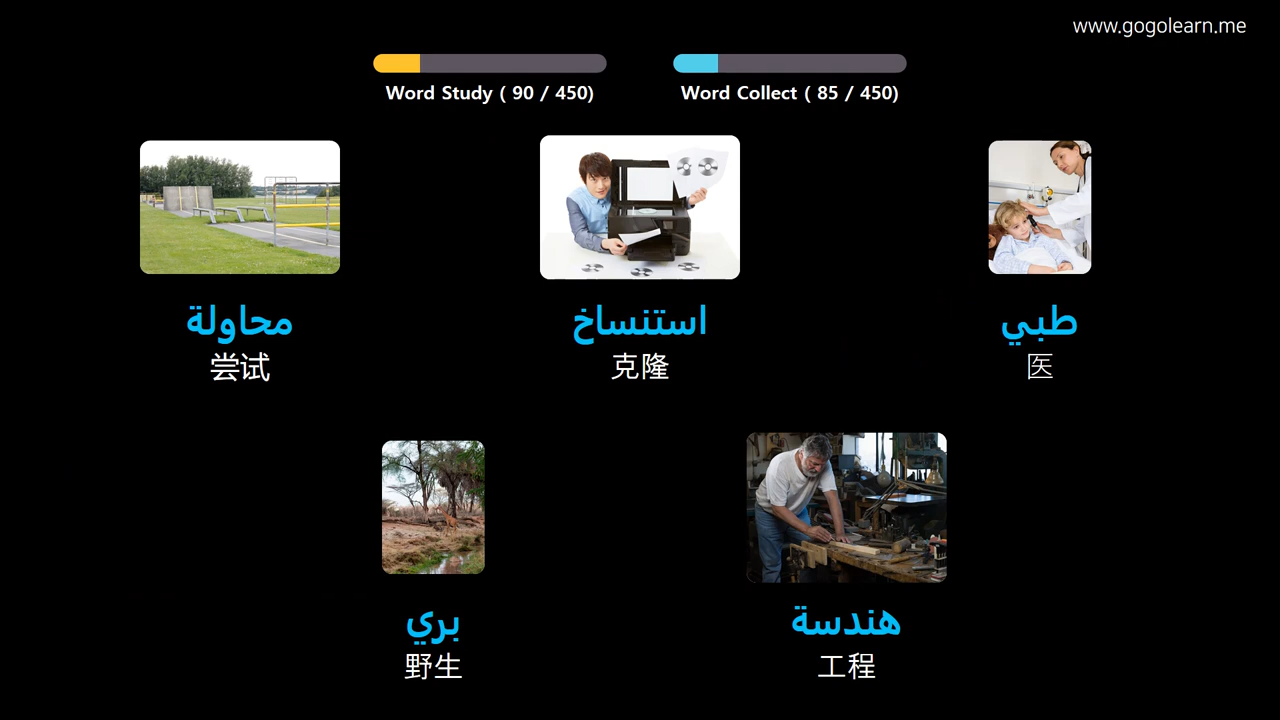 www.gogolearn.me
Word Study ( 90 / 450)
Word Collect ( 85 / 450)
محاولة
尝试
استنساخ
克隆
طبي
医
بري
野生
هندسة
工程